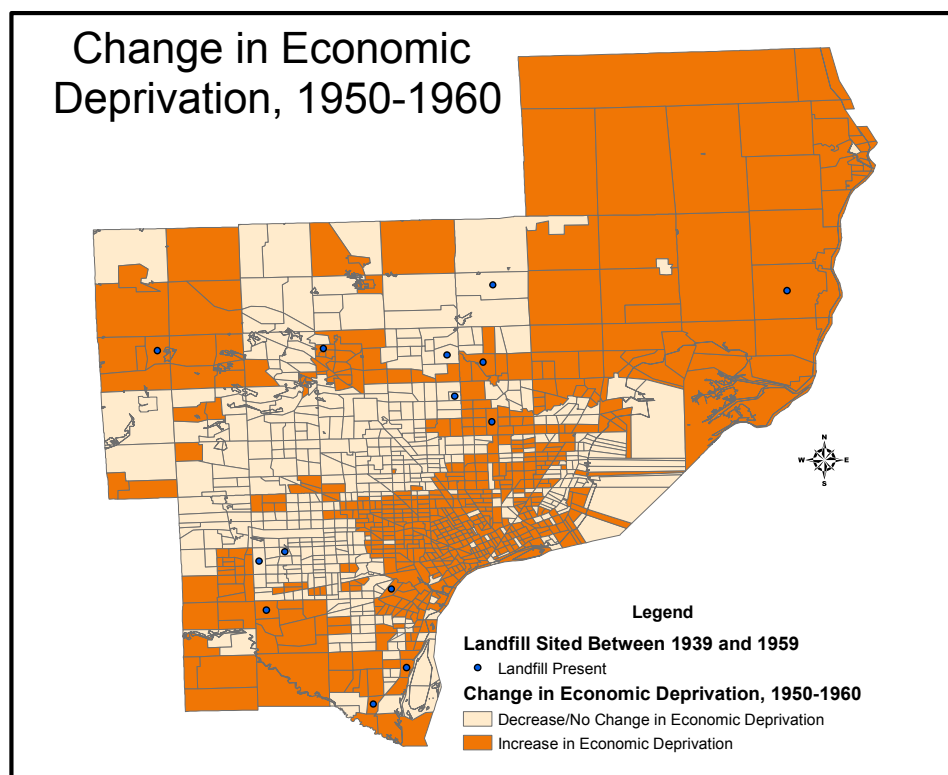 Change in Economic
Deprivation, 1950-1960
N
W E
S
Legend
Landfill Sited Between 1939 and 1959
Landfill Present
Change in Economic Deprivation, 1950-1960
Decrease/No Change in Economic Deprivation
Increase in Economic Deprivation